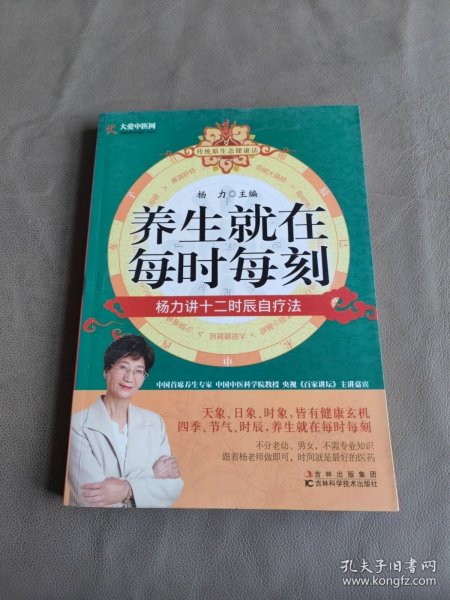 大爱中医网
传统原生态健康法
杨 力 ◎ 主编
养生就在
每时每刻
杨力讲十二时辰自疗法
申
中国首席养生专家 中国中医科学院教授 央视《百家讲坛》主讲嘉宾
天象、日象、时象，皆有健康玄机
四季、节气、时辰，养生就在每时每刻
不分老幼、男女，不需专业知识
跟着杨老师做即可，时间就是最好的医药
吉林出版集团
吉林科学技术出版社
孔夫子旧书网
www.kongfz.com